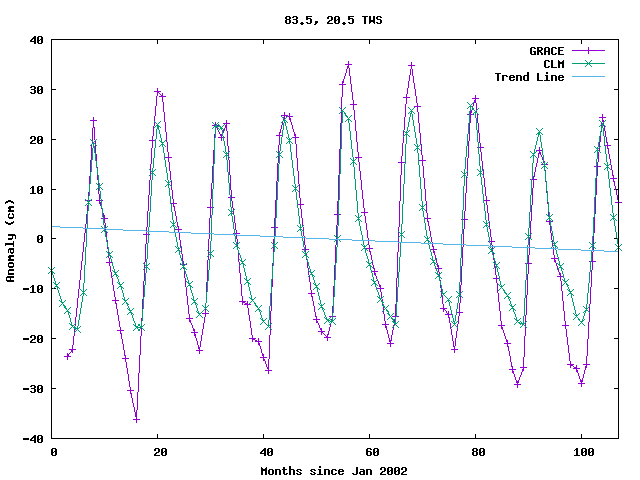 83.5, 20.5 TWS
GRACE
CLM
Trend Line
40
30
20
10
0
-10
-20
-30
-40
Anomaly (cm)
0 20 40 60 80 100
Months since Jan 2002